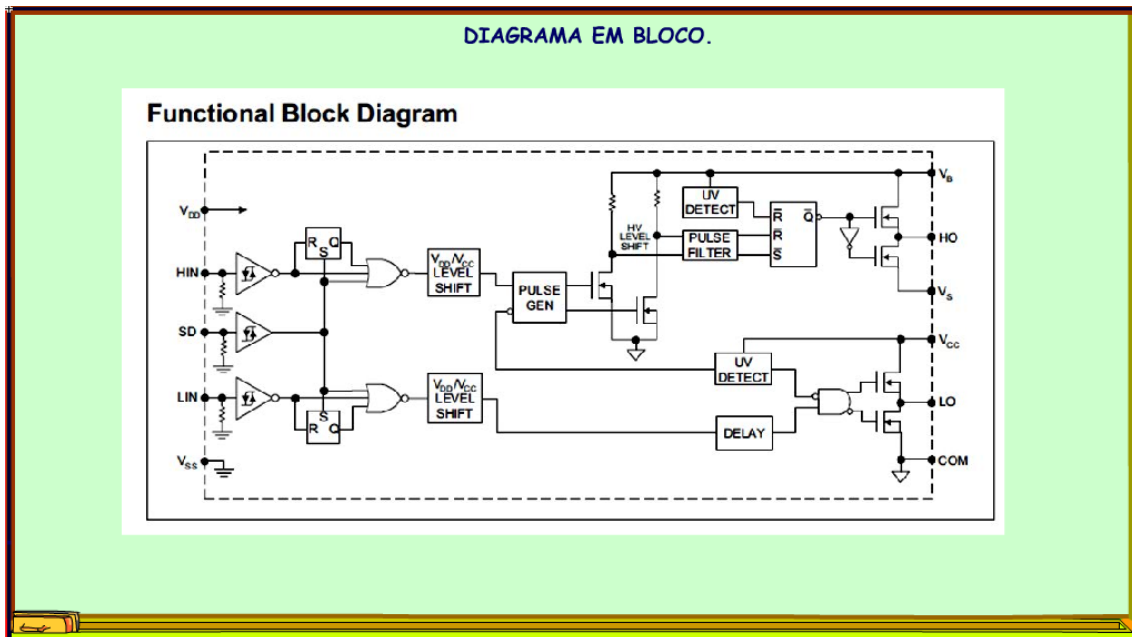 DIAGRAMA EM BLOCO.
Functional Block Diagram
VDD
HIN
SD
LIN
VSS
R
S
Q
VDD/VCC
LEVEL
SHIFT
PULSE
GEN
HV
LEVEL
SHIFT
UV
DETECT
PULSE
FILTER
R̅
R̅
S̅
Q̅
VB
HO
VS
VCC
UV
DETECT
LO
COM
S
R
Q
VDD/VCC
LEVEL
SHIFT
DELAY